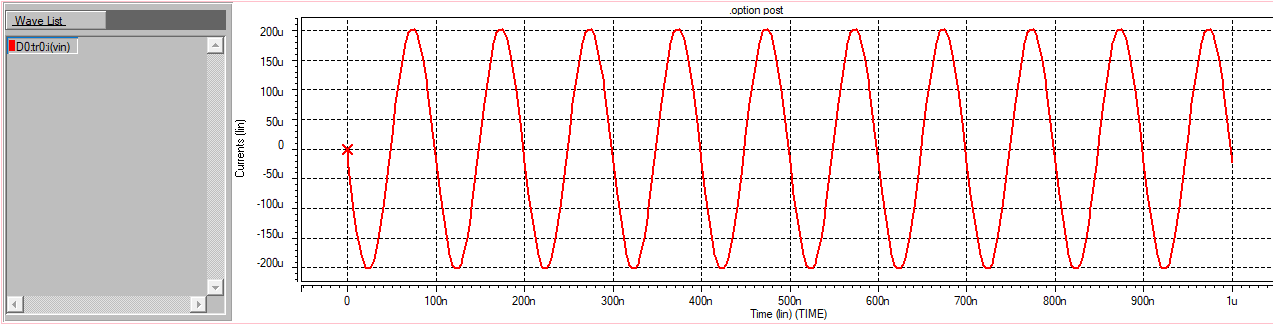 Wave List
D0:tr0:i(vin)
.option post
Currents (lin)
200u
150u
100u
50u
0
-50u
-100u
-150u
-200u
0 100n 200n 300n 400n 500n 600n 700n 800n 900n 1u
Time (lin) (TIME)